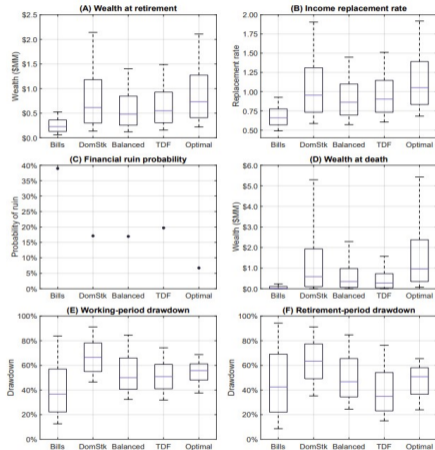 (A) Wealth at retirement
Wealth ($MM)
$2.5
$2.0
$1.5
$1.0
$0.5
$0.0
Bills DomStk Balanced TDF Optimal
(B) Income replacement rate
Replacement rate
2.00
1.75
1.50
1.25
1.00
0.75
0.50
0.25
Bills DomStk Balanced TDF Optimal
(C) Financial ruin probability
Probability of ruin
40%
35%
30%
25%
20%
15%
10%
5%
0%
Bills DomStk Balanced TDF Optimal
(D) Wealth at death
Wealth ($MM)
$6.0
$5.0
$4.0
$3.0
$2.0
$1.0
$0.0
Bills DomStk Balanced TDF Optimal
(E) Working-period drawdown
Drawdown
100%
80%
60%
40%
20%
0%
Bills DomStk Balanced TDF Optimal
(F) Retirement-period drawdown
Drawdown
100%
80%
60%
40%
20%
0%
Bills DomStk Balanced TDF Optimal